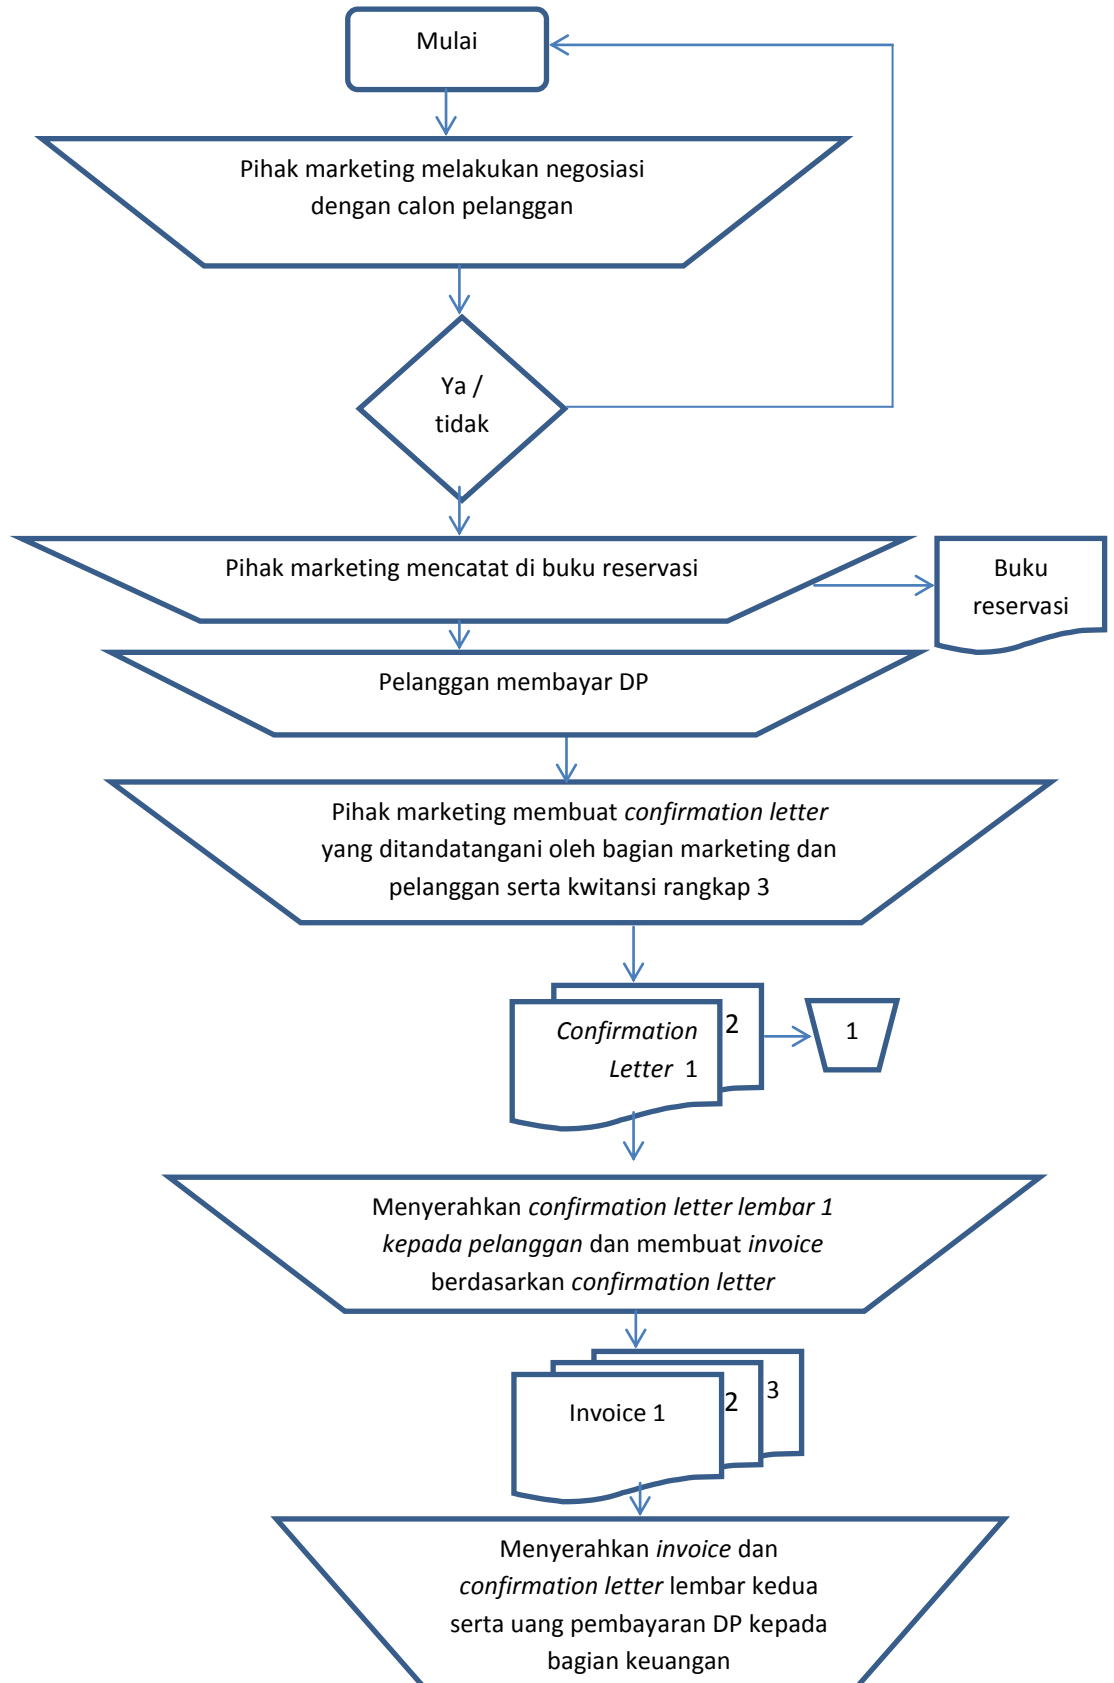 Mulai
Pihak marketing melakukan negosiasi
dengan calon pelanggan
Ya /
tidak
Pihak marketing mencatat di buku reservasi
Buku
reservasi
Pelanggan membayar DP
Pihak marketing membuat confirmation letter
yang ditandatangani oleh bagian marketing dan
pelanggan serta kwitansi rangkap 3
Confirmation
Letter 1
2
1
Menyerahkan confirmation letter lembar 1
kepada pelanggan dan membuat invoice
berdasarkan confirmation letter
Invoice 1
2
3
Menyerahkan invoice dan
confirmation letter lembar kedua
serta uang pembayaran DP kepada
bagian keuangan